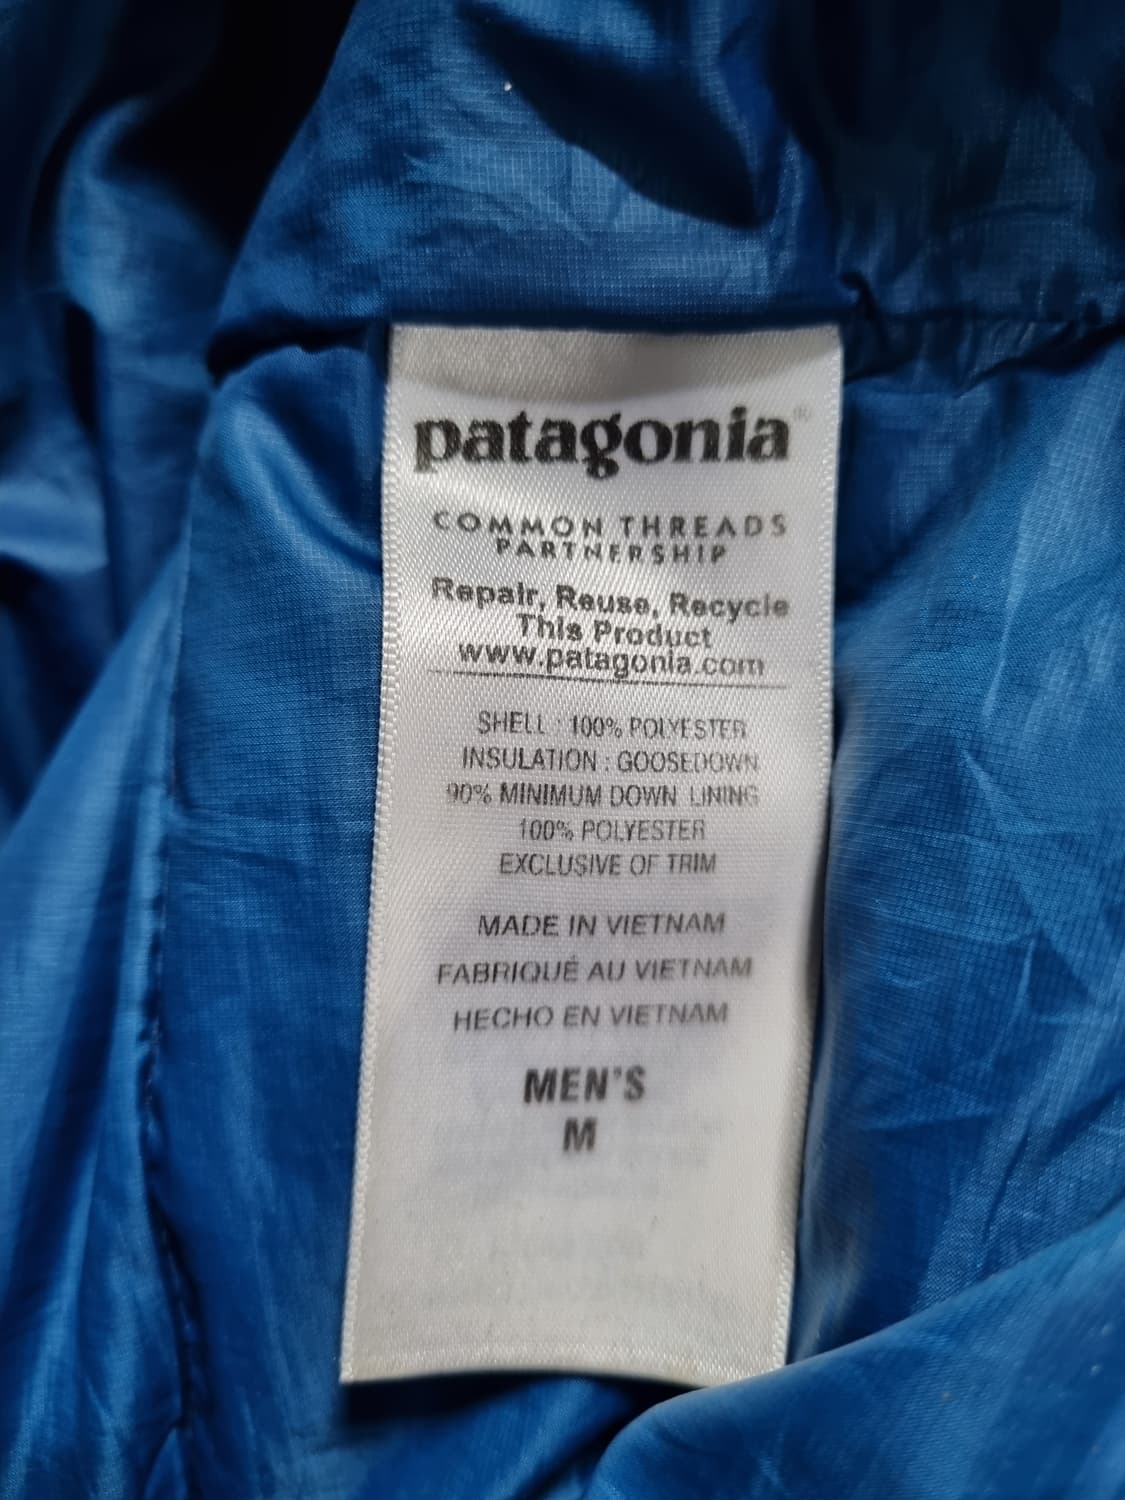 patagonia®
COMMON THREADS
PARTNERSHIP
Repair, Reuse, Recycle
This Product
www.patagonia.com
SHELL : 100% POLYESTER
INSULATION : GOOSEDOWN
90% MINIMUM DOWN LINING
100% POLYESTER
EXCLUSIVE OF TRIM
MADE IN VIETNAM
FABRIQUÉ AU VIETNAM
HECHO EN VIETNAM
MEN'S
M